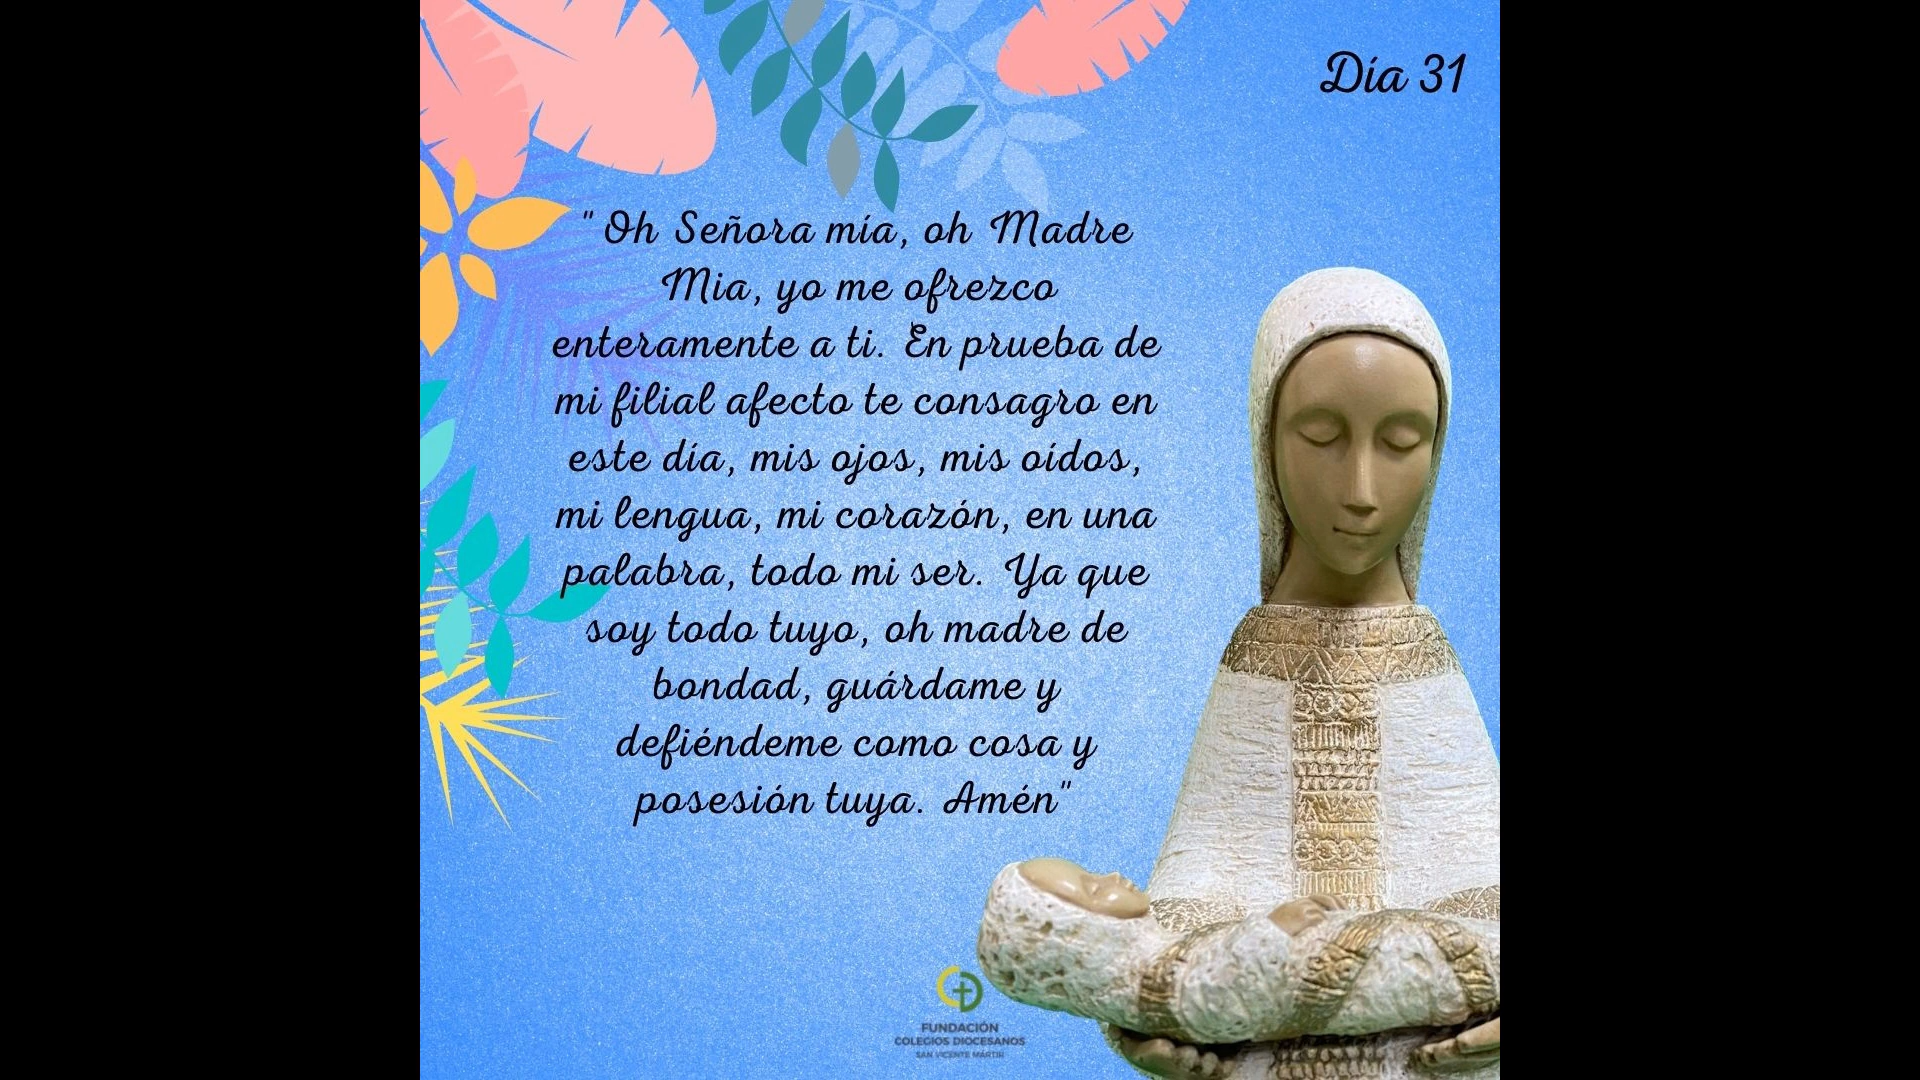 Día 31
" Oh Señora mía, oh Madre
Mia, yo me ofrezco
enteramente a ti. En prueba de
mi filial afecto te consagro en
este día, mis ojos, mis oídos,
mi lengua, mi corazón, en una
palabra, todo mi ser. Ya que
soy todo tuyo, oh madre de
bondad, guárdame y
defiéndeme como cosa y
posesión tuya. Amén"
FUNDACIÓN
COLEGIOS DIOCESANOS
SAN VICENTE MÁRTIR